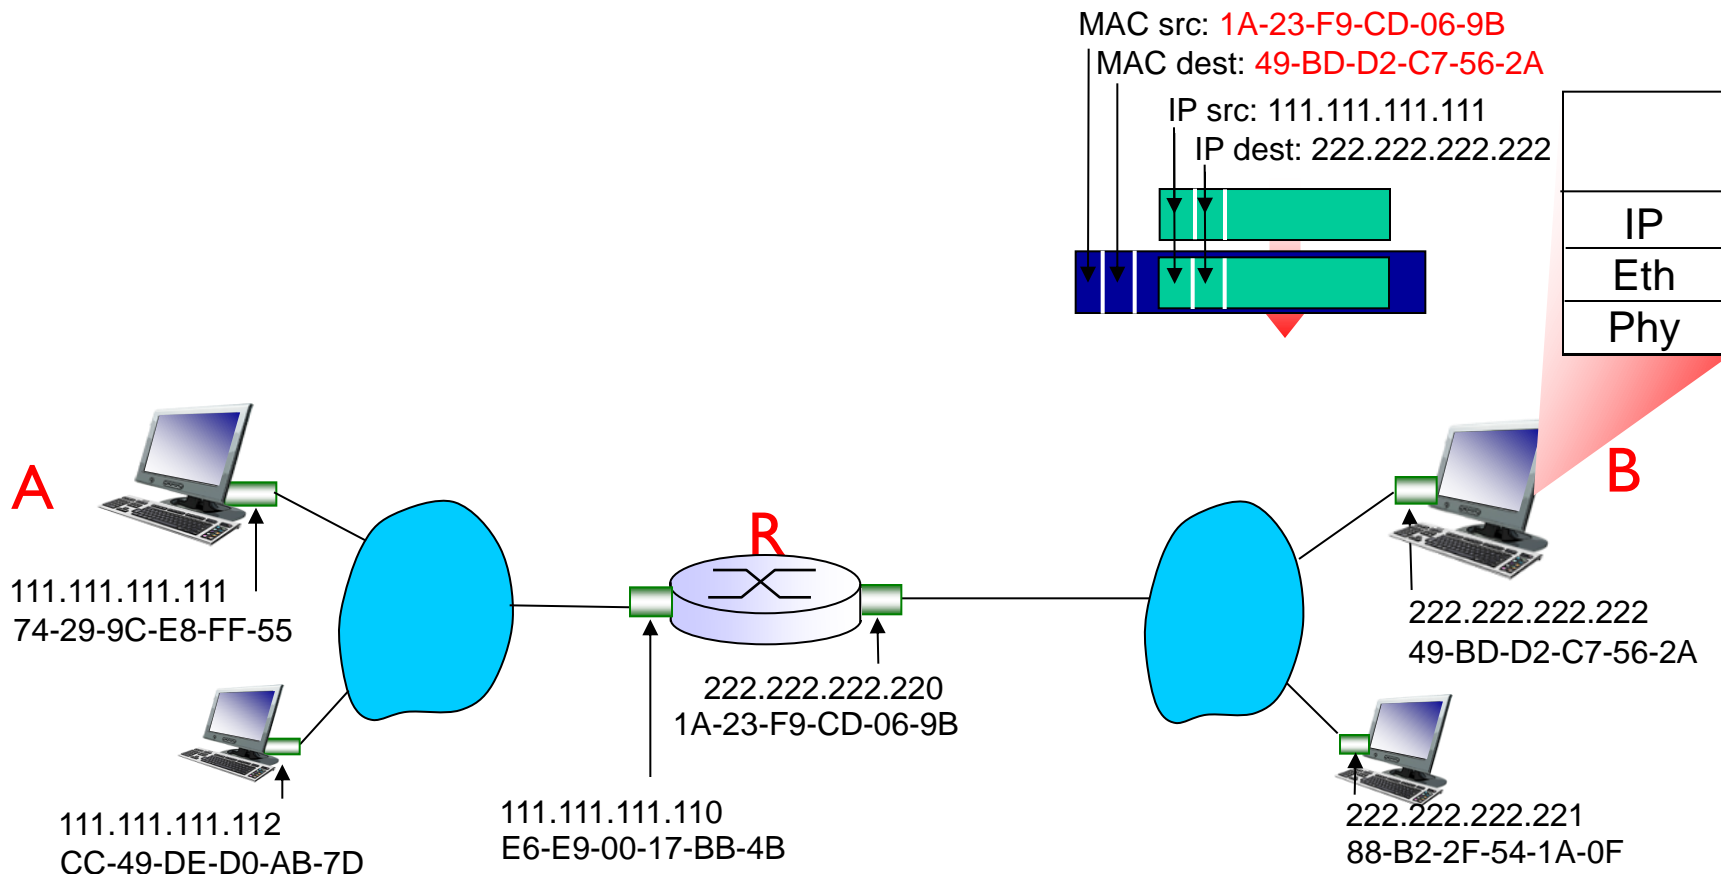 MAC src: 1A-23-F9-CD-06-9B
MAC dest: 49-BD-D2-C7-56-2A
IP src: 111.111.111.111
IP dest: 222.222.222.222
IP
Eth
Phy
A
B
R
111.111.111.111
74-29-9C-E8-FF-55
222.222.222.222
49-BD-D2-C7-56-2A
222.222.222.220
1A-23-F9-CD-06-9B
111.111.111.112
CC-49-DE-D0-AB-7D
111.111.111.110
E6-E9-00-17-BB-4B
222.222.222.221
88-B2-2F-54-1A-0F